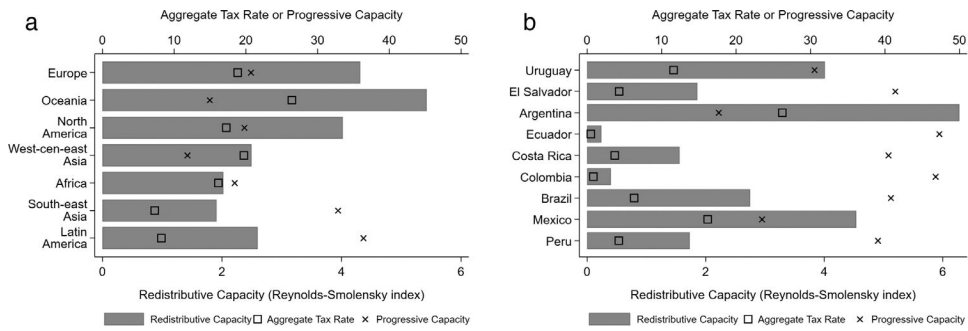 a
Aggregate Tax Rate or Progressive Capacity
0 10 20 30 40 50
Europe
Oceania
North
America
West-cen-east
Asia
Africa
South-east
Asia
Latin
America
0 2 4 6
Redistributive Capacity (Reynolds-Smolensky index)
Redistributive Capacity Aggregate Tax Rate Progressive Capacity
b
Aggregate Tax Rate or Progressive Capacity
0 10 20 30 40 50
Uruguay
El Salvador
Argentina
Ecuador
Costa Rica
Colombia
Brazil
Mexico
Peru
0 2 4 6
Redistributive Capacity (Reynolds-Smolensky index)
Redistributive Capacity Aggregate Tax Rate Progressive Capacity